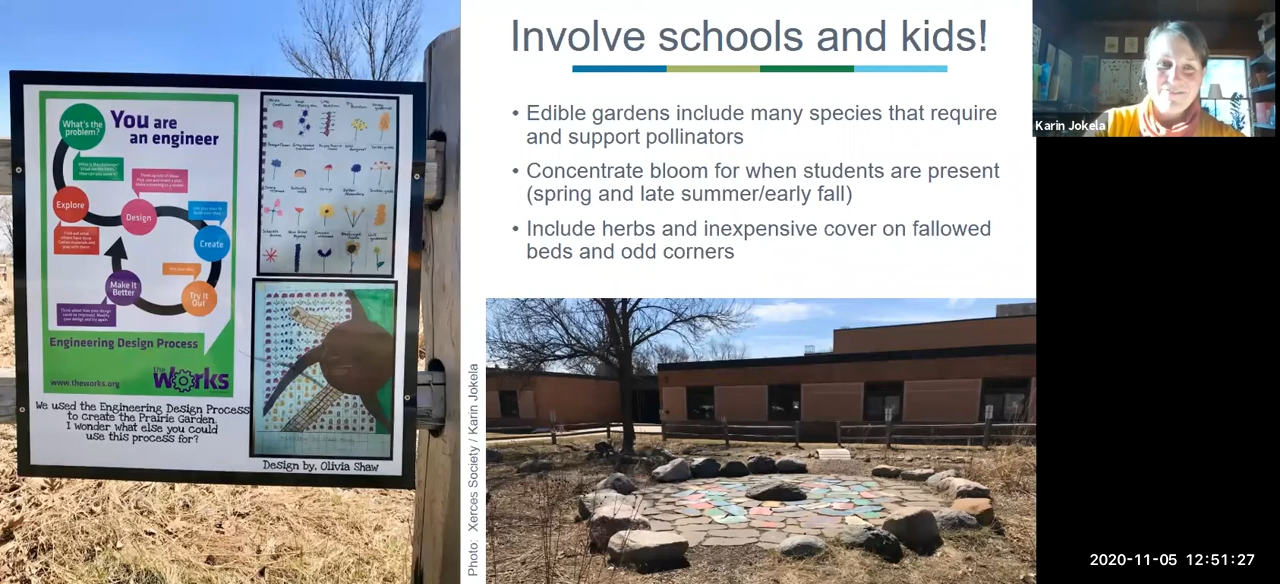 Involve schools and kids!
• Edible gardens include many species that require
and support pollinators
• Concentrate bloom for when students are present
(spring and late summer/early fall)
• Include herbs and inexpensive cover on fallowed
beds and odd corners
Karin Jokela
What's the
problem?
You are
an engineer
Explore
Design
Create
Make It
Better
Try It
Out
Engineering Design Process
www.theworks.org
the
Works
We used the Engineering Design Process
to create the Prairie Garden.
I wonder what else you could
use this process for?
Design by, Olivia Shaw
Photo: Xerces Society / Karin Jokela
2020-11-05 12:51:27